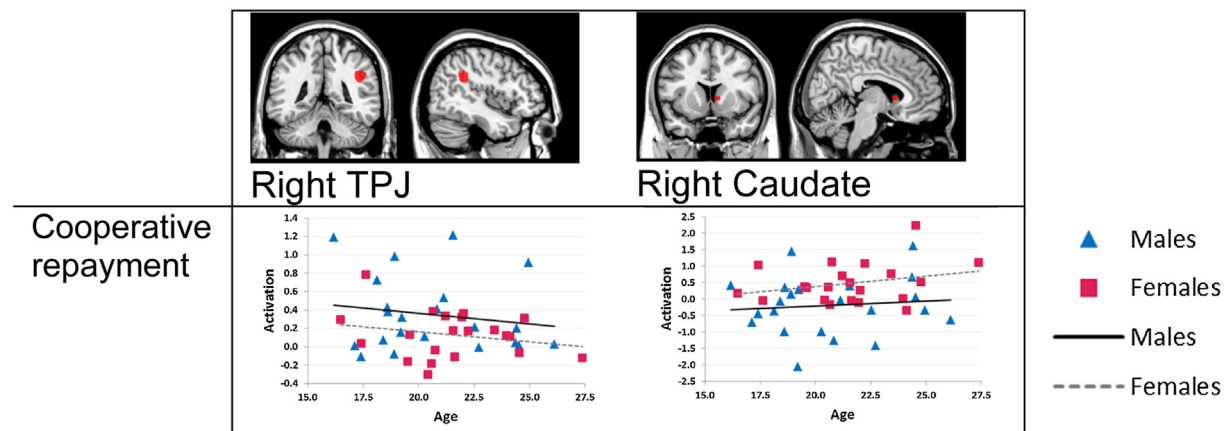 Right TPJ
Right Caudate
Cooperative
repayment
1.4
1.2
1.0
0.8
0.6
0.4
0.2
0.0
-0.2
-0.4
Activation
15.0 17.5 20.0 22.5 25.0 27.5
Age
2.5
2.0
1.5
1.0
0.5
0.0
-0.5
-1.0
-1.5
-2.0
-2.5
Activation
15.0 17.5 20.0 22.5 25.0 27.5
Age
Males
Females
Males
Females